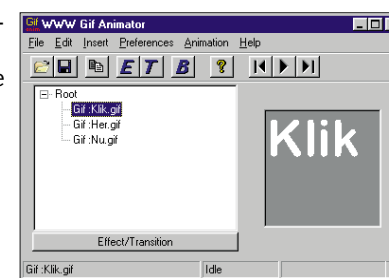 WWW Gif Animator
File Edit Insert Preferences Animation Help
E T B ?
Root
Gif :Klik.gif
Gif :Her.gif
Gif :Nu.gif
Klik
Effect/Transition
Gif :Klik.gif Idle